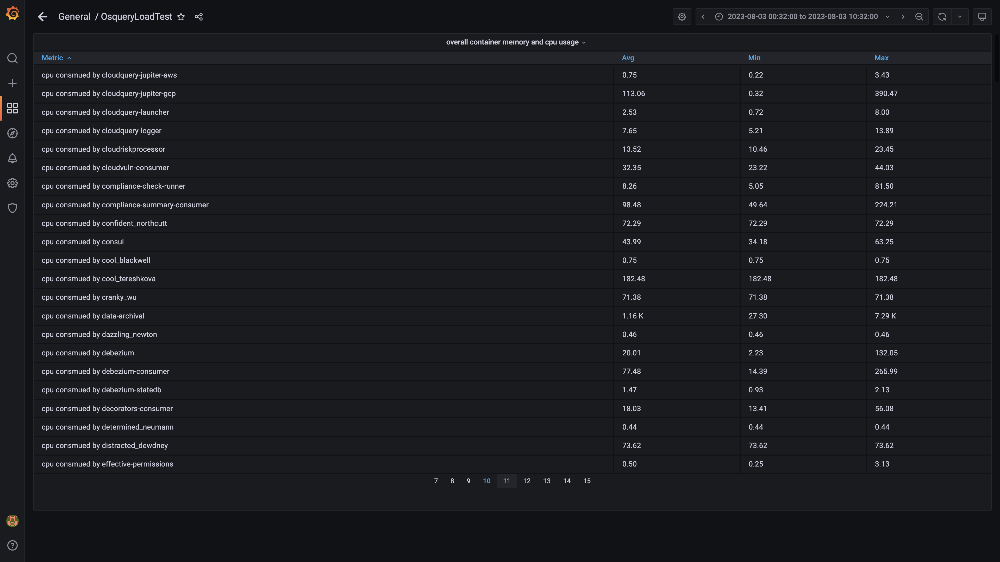 General / OsqueryLoadTest
2023-08-03 00:32:00 to 2023-08-03 10:32:00
overall container memory and cpu usage
Metric Avg Min Max
cpu consmued by cloudquery-jupiter-aws 0.75 0.22 3.43
cpu consmued by cloudquery-jupiter-gcp 113.06 0.32 390.47
cpu consmued by cloudquery-launcher 2.53 0.72 8.00
cpu consmued by cloudquery-logger 7.65 5.21 13.89
cpu consmued by cloudriskprocessor 13.52 10.46 23.45
cpu consmued by cloudvuln-consumer 32.35 23.22 44.03
cpu consmued by compliance-check-runner 8.26 5.05 81.50
cpu consmued by compliance-summary-consumer 98.48 49.64 224.21
cpu consmued by confident_northcutt 72.29 72.29 72.29
cpu consmued by consul 43.99 34.18 63.25
cpu consmued by cool_blackwell 0.75 0.75 0.75
cpu consmued by cool_tereshkova 182.48 182.48 182.48
cpu consmued by cranky_wu 71.38 71.38 71.38
cpu consmued by data-archival 1.16 K 27.30 7.29 K
cpu consmued by dazzling_newton 0.46 0.46 0.46
cpu consmued by debezium 20.01 2.23 132.05
cpu consmued by debezium-consumer 77.48 14.39 265.99
cpu consmued by debezium-statedb 1.47 0.93 2.13
cpu consmued by decorators-consumer 18.03 13.41 56.08
cpu consmued by determined_neumann 0.44 0.44 0.44
cpu consmued by distracted_dewdney 73.62 73.62 73.62
cpu consmued by effective-permissions 0.50 0.25 3.13
7 8 9 10 11 12 13 14 15